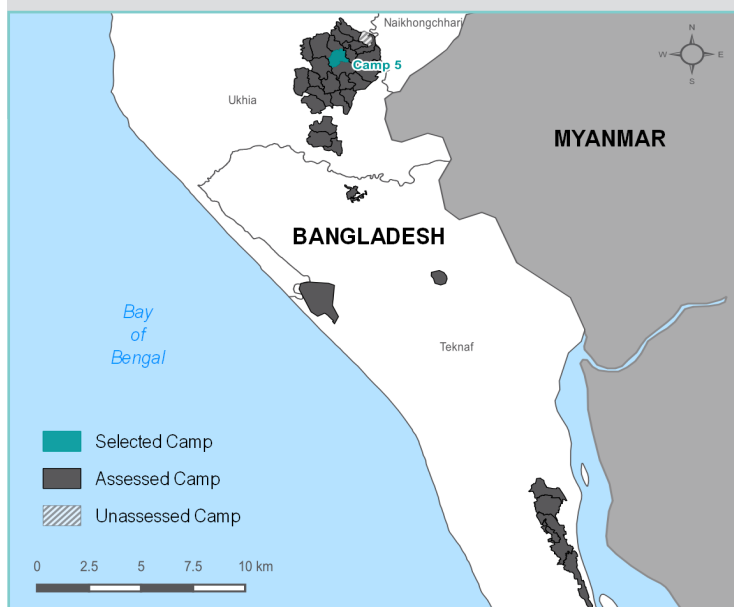 Naikhongchhari
N
W E
S
Camp 5
Ukhia
MYANMAR
BANGLADESH
Bay
of
Bengal
Teknaf
Selected Camp
Assessed Camp
Unassessed Camp
0 2.5 5 7.5 10 km